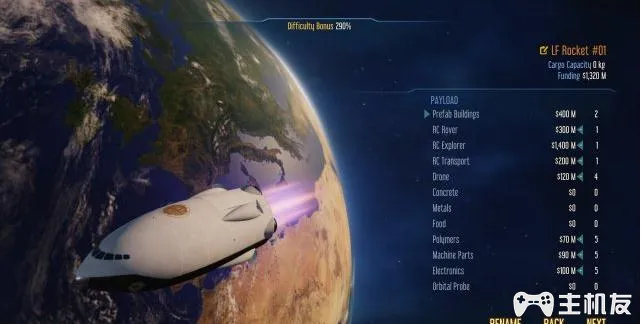 Difficulty Bonus 290%
LF Rocket #01
Cargo Capacity 0 kg
Funding $1,320 M
PAYLOAD
Prefab Buildings $400 M 2
RC Rover $300 M 1
RC Explorer $1,400 M 1
RC Transport $200 M 1
Drone $120 M 4
Concrete $0 0
Metals $0 0
Food $0 0
Polymers $70 M 5
Machine Parts $90 M 5
Electronics $100 M 5
Orbital Probe 0
主机友
RENAME BACK NEXT